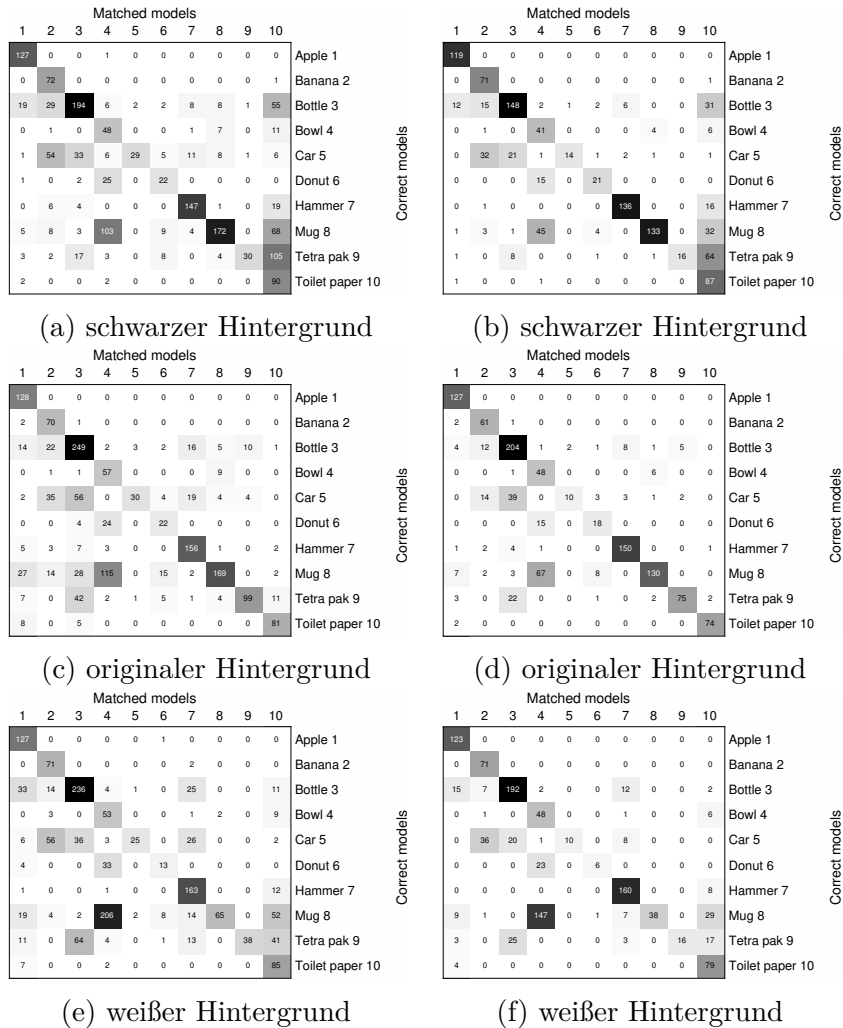 Matched models
1 2 3 4 5 6 7 8 9 10
127 0 0 1 0 0 0 0 0 0 Apple 1
0 72 0 0 0 0 0 0 0 1 Banana 2
19 29 194 6 2 2 8 8 1 55 Bottle 3
0 1 0 48 0 0 1 7 0 11 Bowl 4
1 54 33 6 29 5 11 8 1 6 Car 5
1 0 2 25 0 22 0 0 0 0 Donut 6
0 6 4 0 0 0 147 1 0 19 Hammer 7
5 8 3 103 0 9 4 172 0 68 Mug 8
3 2 17 3 0 8 0 4 30 105 Tetra pak 9
2 0 0 2 0 0 0 0 0 90 Toilet paper 10
Correct models
(a) schwarzer Hintergrund
Matched models
1 2 3 4 5 6 7 8 9 10
119 0 0 0 0 0 0 0 0 0 Apple 1
0 71 0 0 0 0 0 0 0 1 Banana 2
12 15 148 2 1 2 6 0 0 31 Bottle 3
0 1 0 41 0 0 0 4 0 6 Bowl 4
0 32 21 1 14 1 2 1 0 1 Car 5
0 0 0 15 0 21 0 0 0 0 Donut 6
0 1 0 0 0 0 136 0 0 16 Hammer 7
1 3 1 45 0 4 0 133 0 32 Mug 8
1 0 8 0 0 1 0 1 16 64 Tetra pak 9
1 0 0 1 0 0 0 0 0 87 Toilet paper 10
Correct models
(b) schwarzer Hintergrund
Matched models
1 2 3 4 5 6 7 8 9 10
128 0 0 0 0 0 0 0 0 0 Apple 1
2 70 1 0 0 0 0 0 0 0 Banana 2
14 22 249 2 3 2 16 5 10 1 Bottle 3
0 1 1 57 0 0 0 9 0 0 Bowl 4
2 35 56 0 30 4 19 4 4 0 Car 5
0 0 4 24 0 22 0 0 0 0 Donut 6
5 3 7 3 0 0 156 1 0 2 Hammer 7
27 14 28 115 0 15 2 169 0 2 Mug 8
7 0 42 2 1 5 1 4 99 11 Tetra pak 9
8 0 5 0 0 0 0 0 0 81 Toilet paper 10
Correct models
(c) originaler Hintergrund
Matched models
1 2 3 4 5 6 7 8 9 10
127 0 0 0 0 0 0 0 0 0 Apple 1
0 61 1 0 0 0 0 0 0 0 Banana 2
4 12 204 1 2 1 8 1 5 0 Bottle 3
0 0 1 48 0 0 0 6 0 0 Bowl 4
0 14 39 0 10 3 3 1 2 0 Car 5
0 0 0 15 0 18 0 0 0 0 Donut 6
1 2 4 1 0 0 150 0 0 1 Hammer 7
7 2 3 67 0 8 0 130 0 0 Mug 8
3 0 22 0 0 1 0 2 75 2 Tetra pak 9
2 0 0 0 0 0 0 0 0 74 Toilet paper 10
Correct models
(d) originaler Hintergrund
Matched models
1 2 3 4 5 6 7 8 9 10
127 0 0 0 0 1 0 0 0 0 Apple 1
0 71 0 0 0 0 2 0 0 0 Banana 2
33 14 236 4 1 0 25 0 0 11 Bottle 3
0 3 0 53 0 0 1 2 0 9 Bowl 4
6 56 36 3 25 0 26 0 0 2 Car 5
4 0 0 33 0 13 0 0 0 0 Donut 6
1 0 0 1 0 0 163 0 0 12 Hammer 7
19 4 2 206 2 8 14 65 0 52 Mug 8
11 0 64 4 0 1 13 0 38 41 Tetra pak 9
7 0 0 2 0 0 0 0 0 85 Toilet paper 10
Correct models
(e) weißer Hintergrund
Matched models
1 2 3 4 5 6 7 8 9 10
123 0 0 0 0 0 0 0 0 0 Apple 1
0 71 0 0 0 0 0 0 0 0 Banana 2
15 7 192 2 0 0 12 0 0 2 Bottle 3
0 1 0 48 0 0 1 0 0 6 Bowl 4
0 36 20 1 10 0 8 0 0 0 Car 5
0 0 0 23 0 6 0 0 0 0 Donut 6
0 0 0 0 0 0 160 0 0 8 Hammer 7
9 1 0 147 0 1 7 38 0 29 Mug 8
3 0 25 0 0 0 3 0 16 17 Tetra pak 9
4 0 0 0 0 0 0 0 0 79 Toilet paper 10
Correct models
(f) weißer Hintergrund